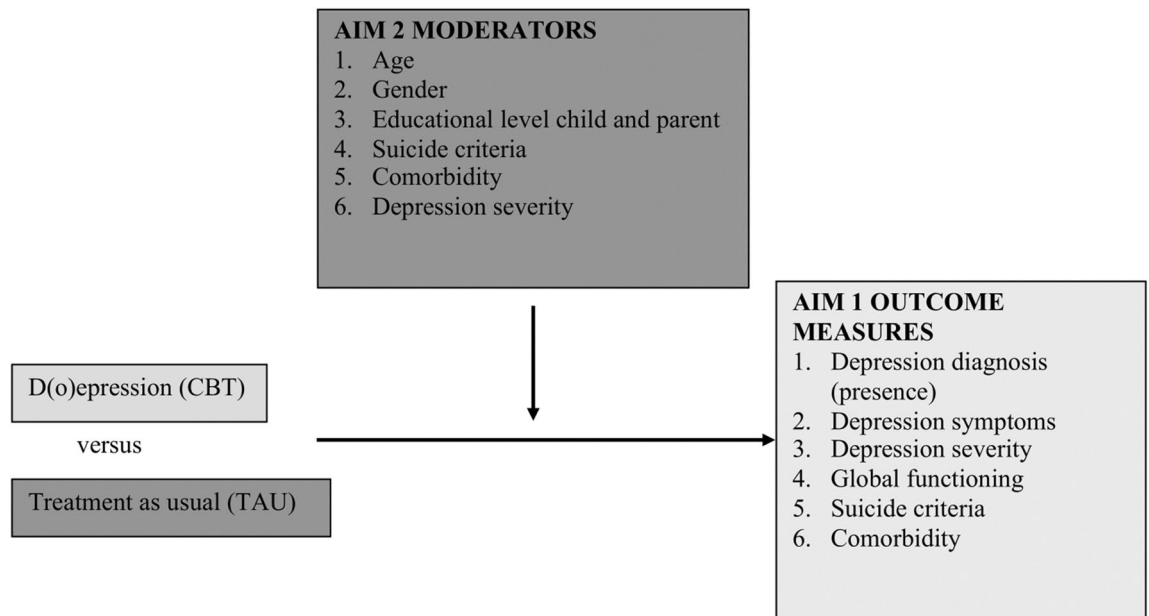 AIM 2 MODERATORS
1. Age
2. Gender
3. Educational level child and parent
4. Suicide criteria
5. Comorbidity
6. Depression severity
D(o)epression (CBT)
versus
Treatment as usual (TAU)
AIM 1 OUTCOME
MEASURES
1. Depression diagnosis
(presence)
2. Depression symptoms
3. Depression severity
4. Global functioning
5. Suicide criteria
6. Comorbidity